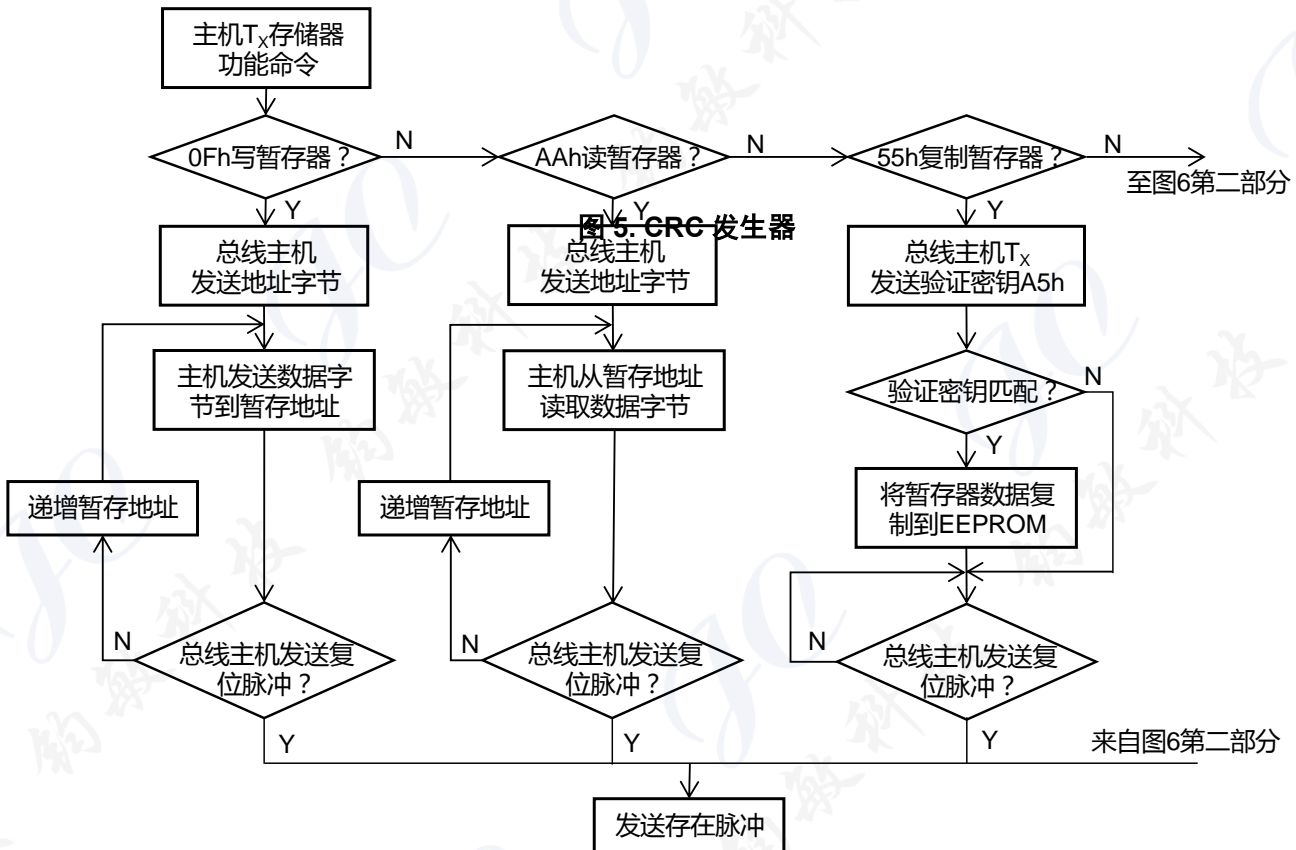 主机TX存储器
功能命令
0Fh写暂存器？
N
AAh读暂存器？
N
55h复制暂存器？
N
至图6第二部分
Y
Y
Y
图 5. CRC 发生器
总线主机
发送地址字节
总线主机
发送地址字节
总线主机TX
发送验证密钥A5h
主机发送数据字
节到暂存地址
主机从暂存地址
读取数据字节
验证密钥匹配？
N
Y
递增暂存地址
递增暂存地址
将暂存器数据复
制到EEPROM
N
总线主机发送复
位脉冲？
N
总线主机发送复
位脉冲？
N
总线主机发送复
位脉冲？
Y
Y
Y
来自图6第二部分
发送存在脉冲